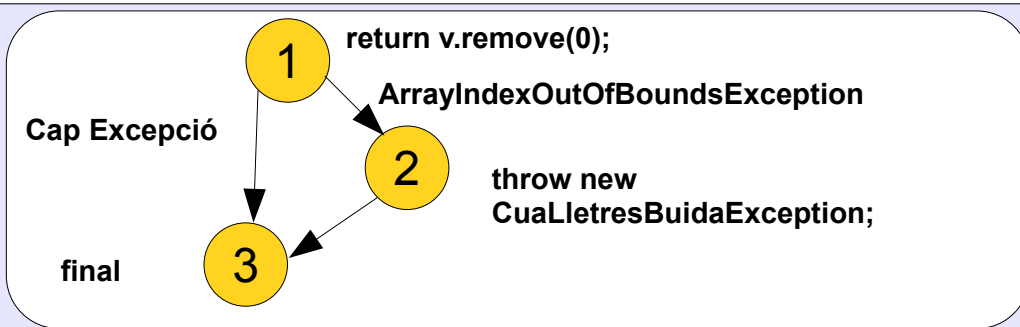 1
return v.remove(0);
ArrayIndexOutOfBoundsException
Cap Excepció
2
throw new
CuaLletresBuidaException;
3
final